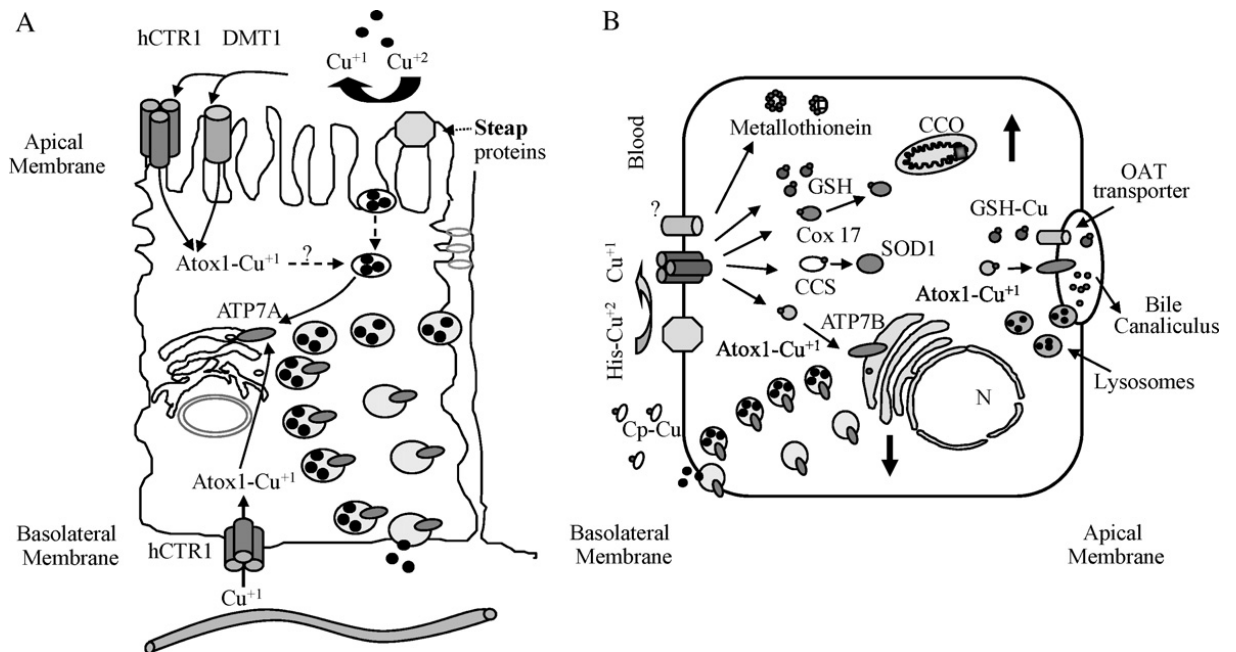 A
hCTR1 DMT1
Cu+1 Cu+2
Apical
Membrane
Steap
proteins
Atox1-Cu+1
?
ATP7A
Atox1-Cu+1
Basolateral
Membrane
hCTR1
Cu+1
B
Blood
?
Cu+1
His-Cu+2
Metallothionein
CCO
GSH
Cox 17
SOD1
CCS
OAT
transporter
GSH-Cu
Atox1-Cu+1
Bile
Canaliculus
ATP7B
Atox1-Cu+1
Lysosomes
N
Cp-Cu
Basolateral
Membrane
Apical
Membrane